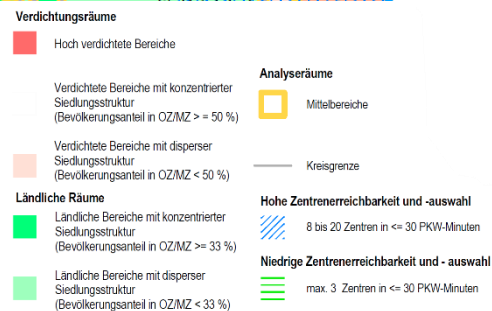 Verdichtungsräume
Hoch verdichtete Bereiche
Verdichtete Bereiche mit konzentrierter
Siedlungsstruktur
(Bevölkerungsanteil in OZ/MZ > = 50 %)
Verdichtete Bereiche mit disperser
Siedlungsstruktur
(Bevölkerungsanteil in OZ/MZ < 50 %)
Ländliche Räume
Ländliche Bereiche mit konzentrierter
Siedlungsstruktur
(Bevölkerungsanteil in OZ/MZ >= 33 %)
Ländliche Bereiche mit disperser
Siedlungsstruktur
(Bevölkerungsanteil in OZ/MZ < 33 %)
Analyseräume
Mittelbereiche
Kreisgrenze
Hohe Zentrenerreichbarkeit und -auswahl
8 bis 20 Zentren in <= 30 PKW-Minuten
Niedrige Zentrenerreichbarkeit und - auswahl
max. 3 Zentren in <= 30 PKW-Minuten